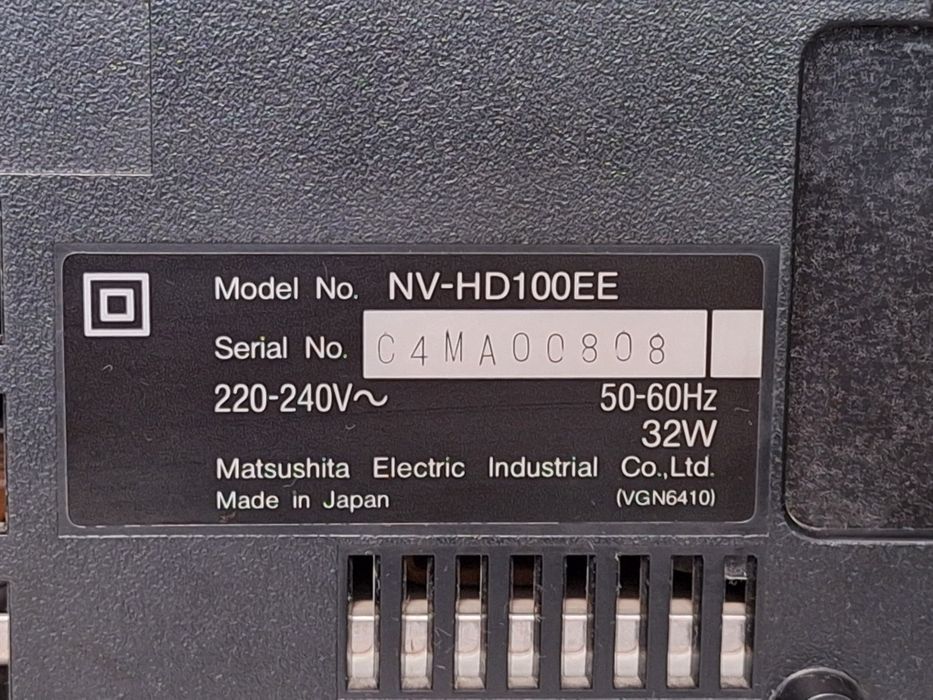 Model No. NV-HD100EE
Serial No. C4MA00808
220-240V~ 50-60Hz
32W
Matsushita Electric Industrial Co.,Ltd.
Made in Japan (VGN6410)